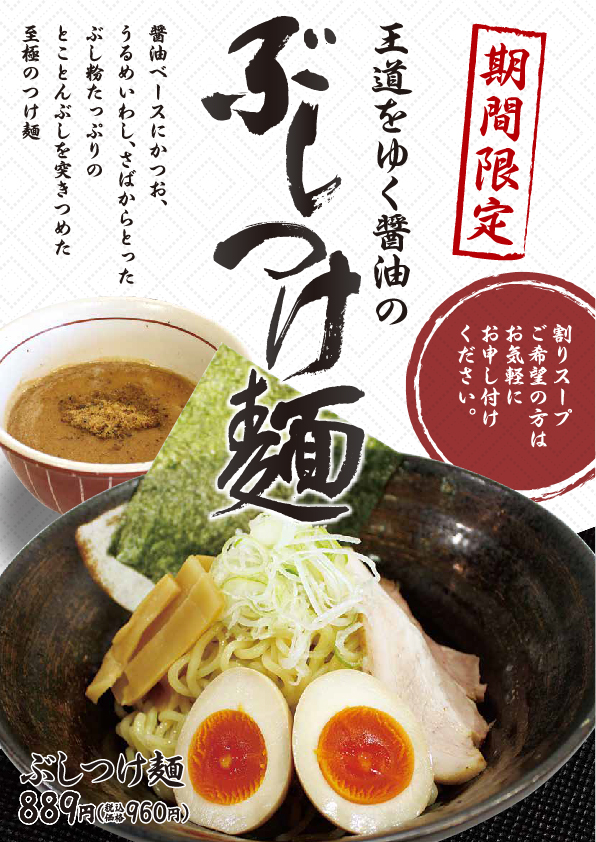 期間限定
王道をゆく醤油の
ぶしつけ麺
醤油ベースにかつお、
うるめいわし、さばからとった
ぶし粉たっぷりの
とことんぶしを突きつめた
至極のつけ麺
割りスープ
ご希望の方は
お気軽に
お申し付け
ください。
ぶしつけ麺
889円(税込価格960円)